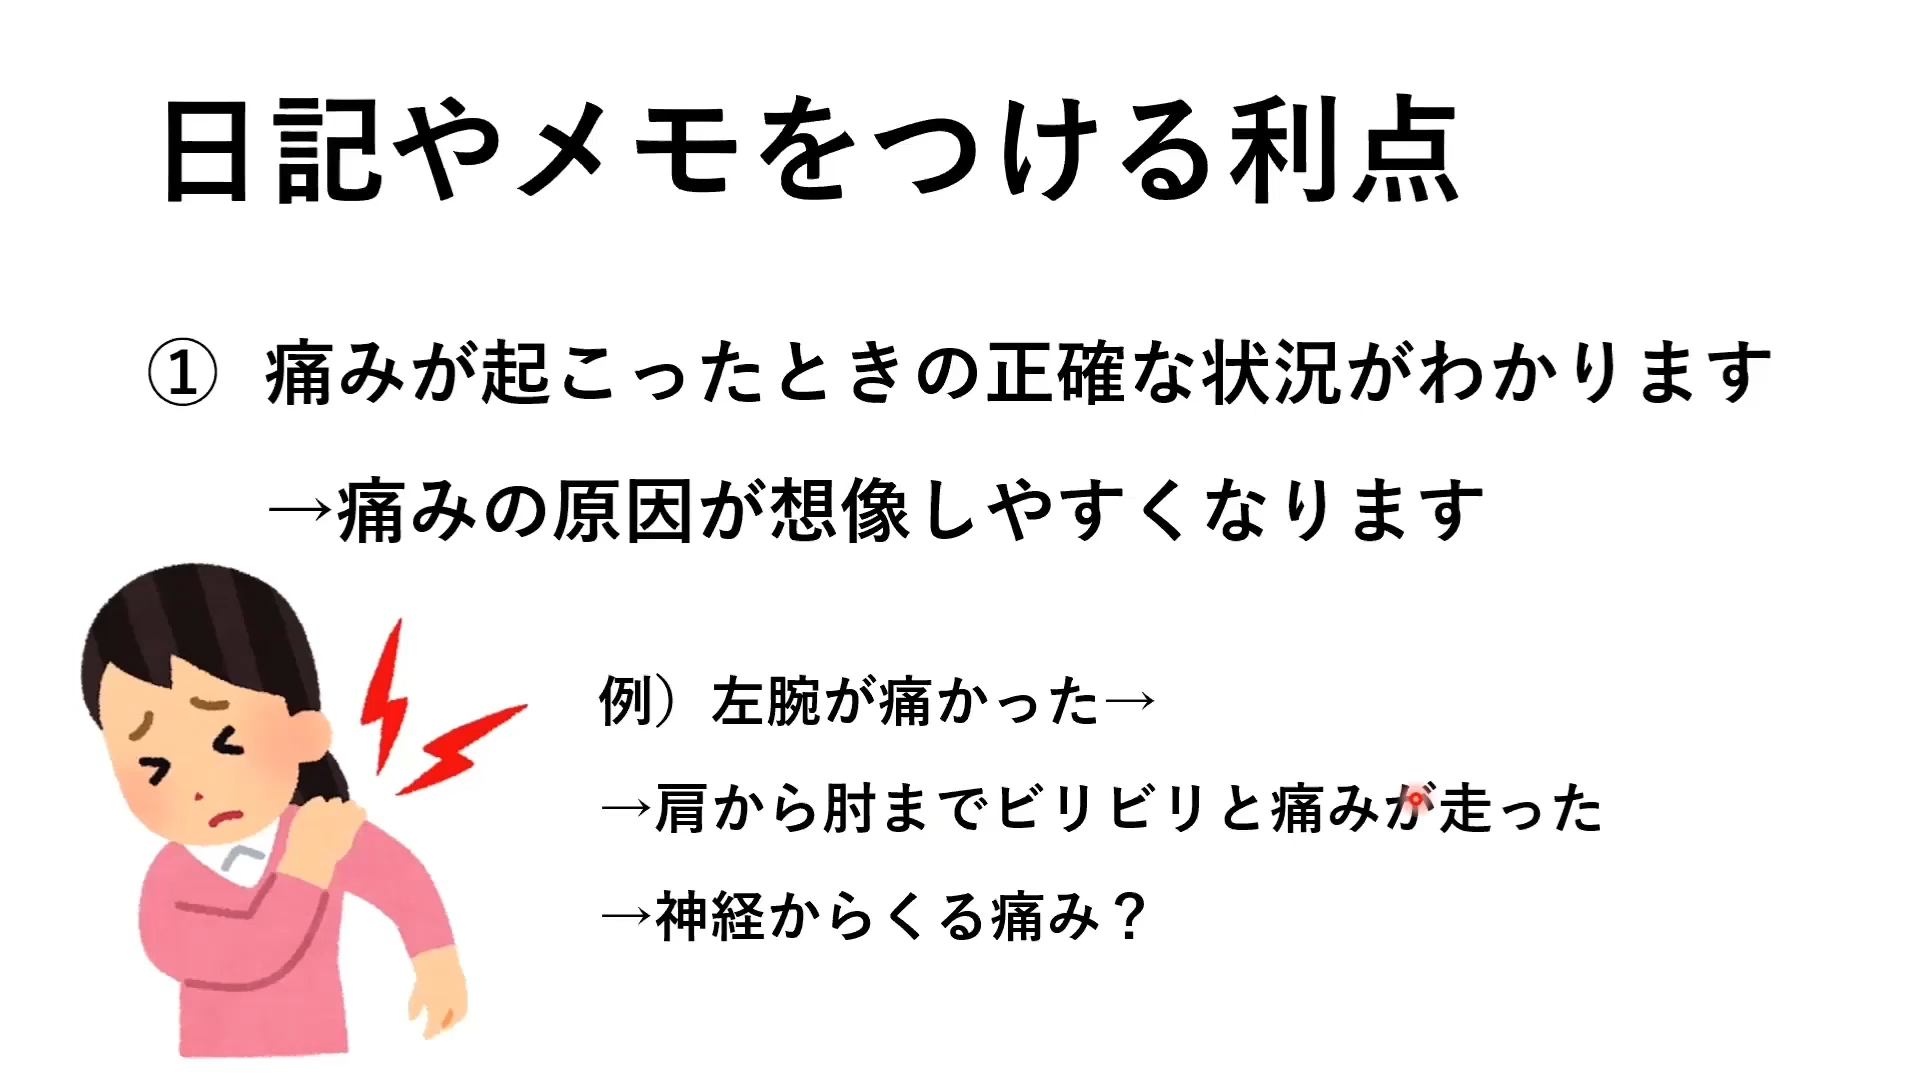 日記やメモをつける利点
① 痛みが起こったときの正確な状況がわかります
→痛みの原因が想像しやすくなります
例）左腕が痛かった→
→肩から肘までビリビリと痛みが走った
→神経からくる痛み？